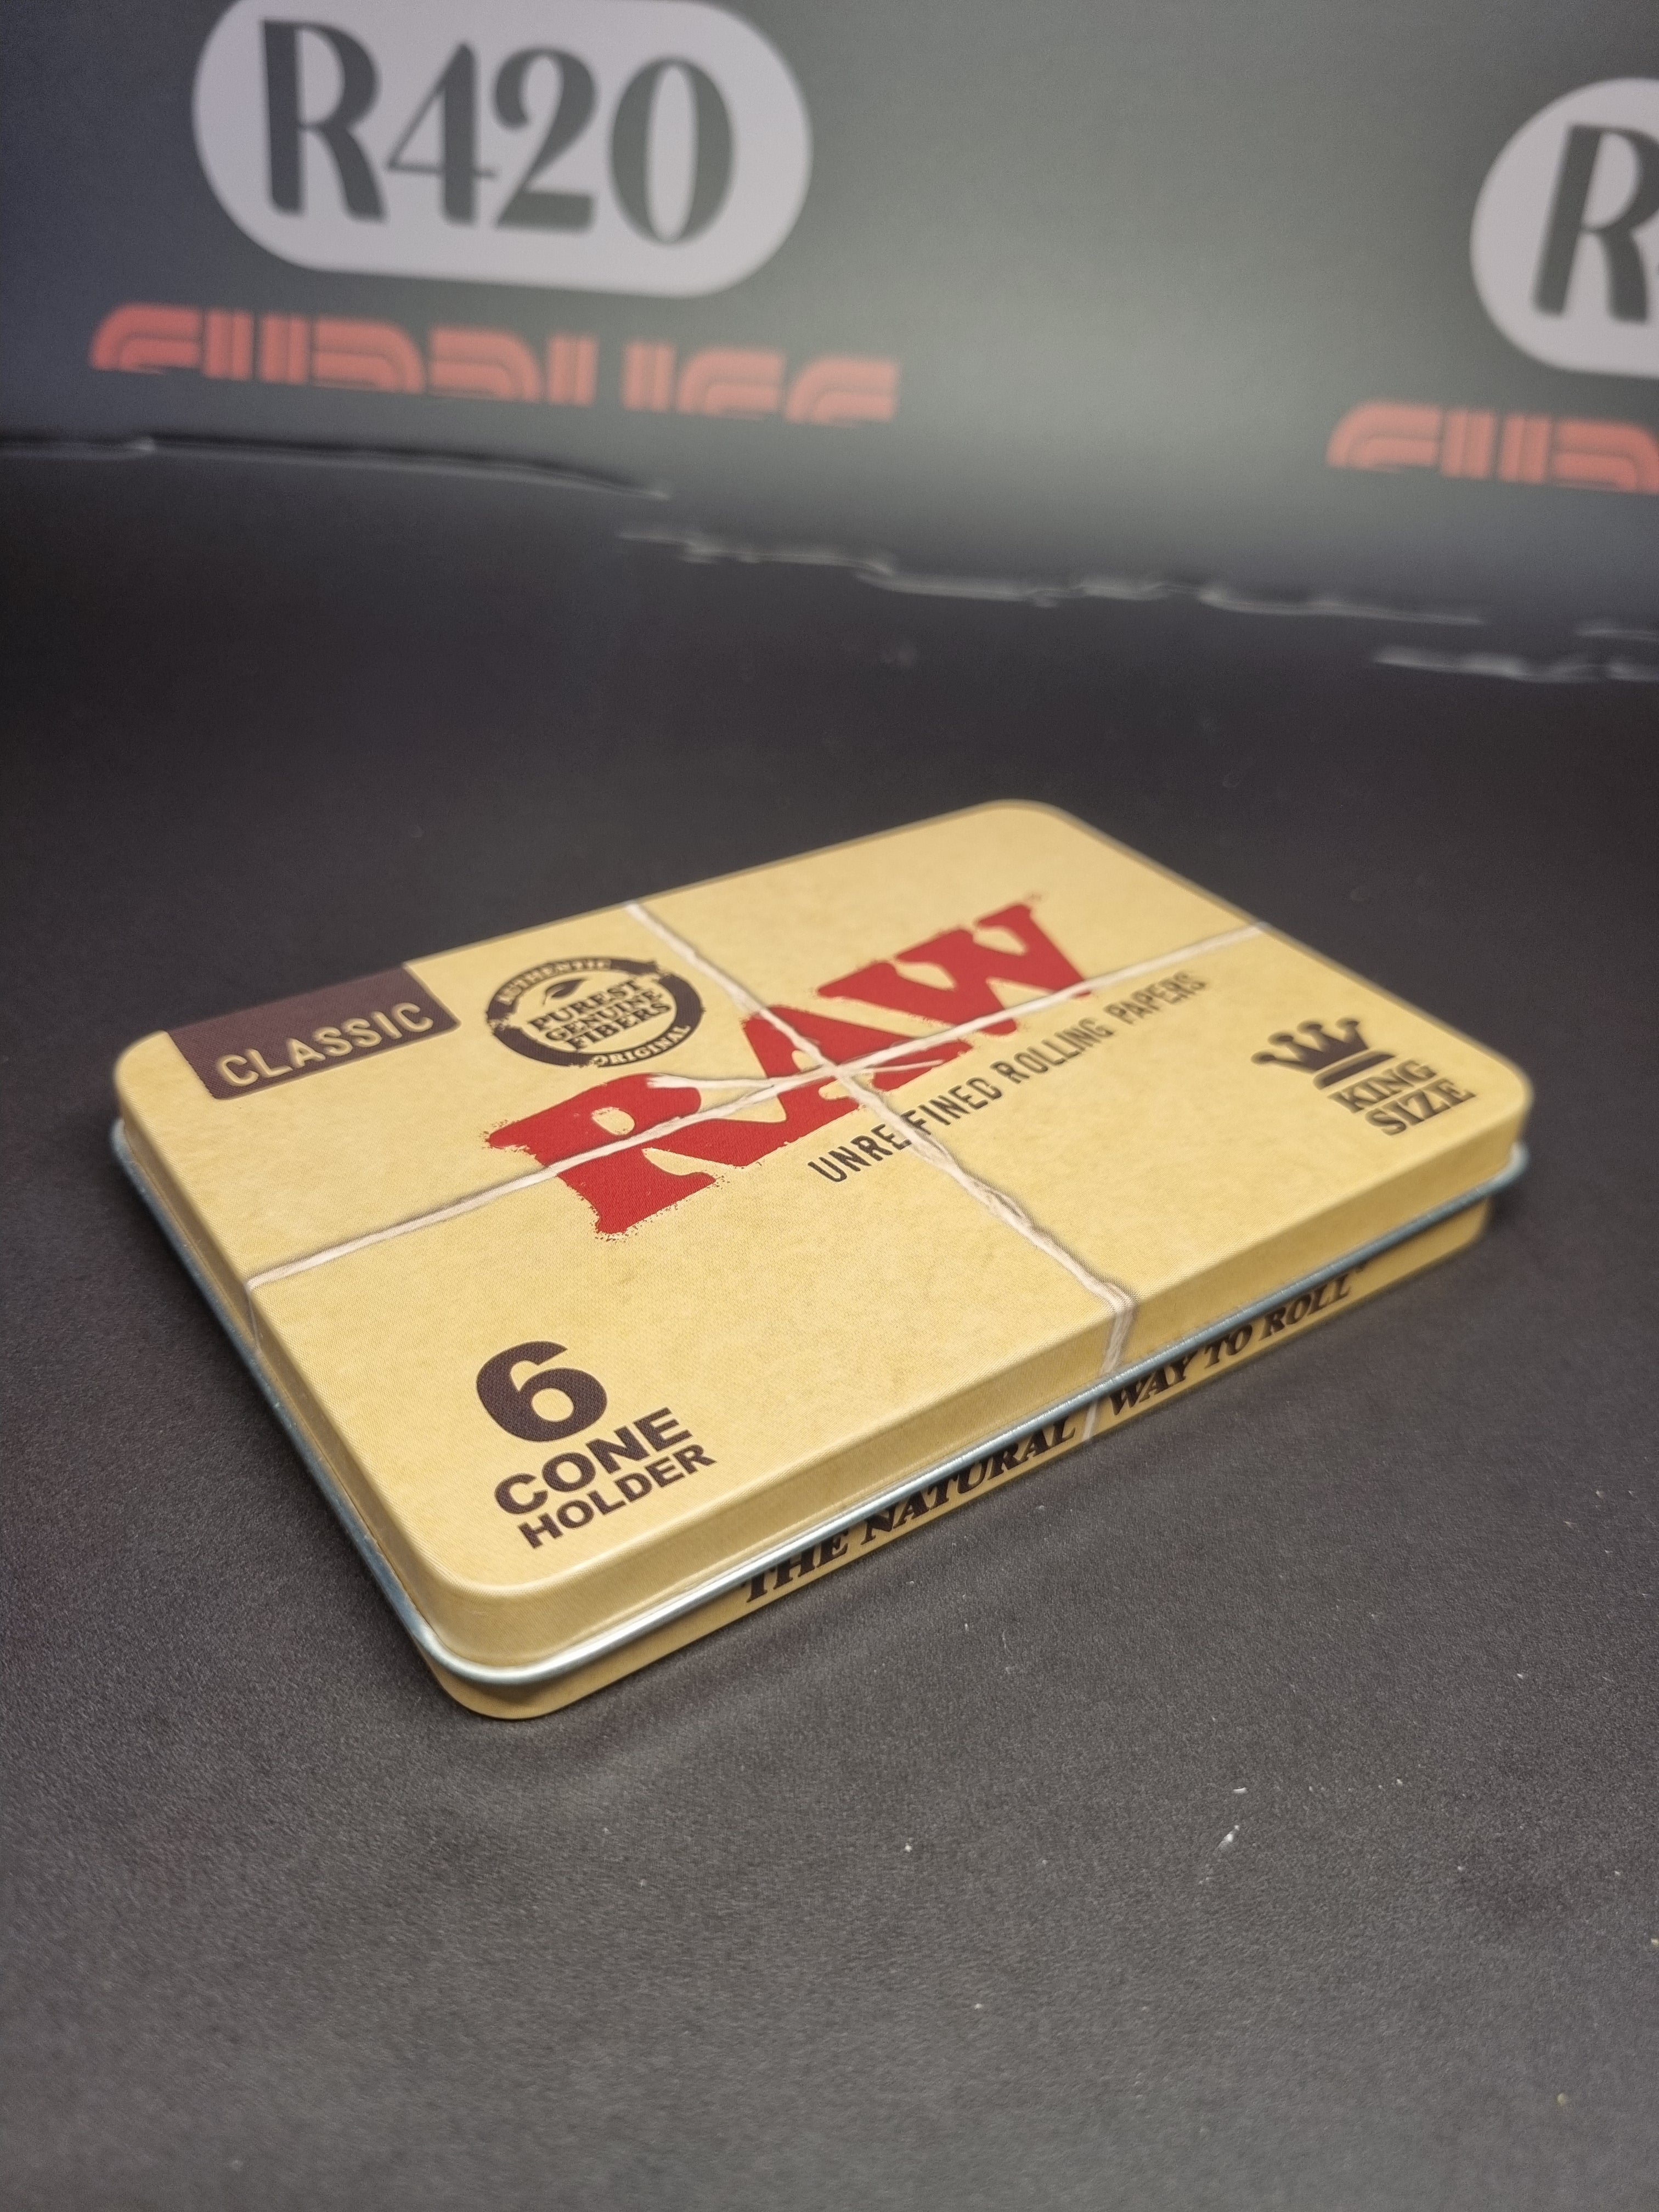 R420
R
CLASSIC
AUTHENTIC
PUREST
GENUINE
FIBERS
ORIGINAL
RAW
UNREFINED ROLLING PAPERS
KING
SIZE
6
CONE
HOLDER
THE NATURAL WAY TO ROLL